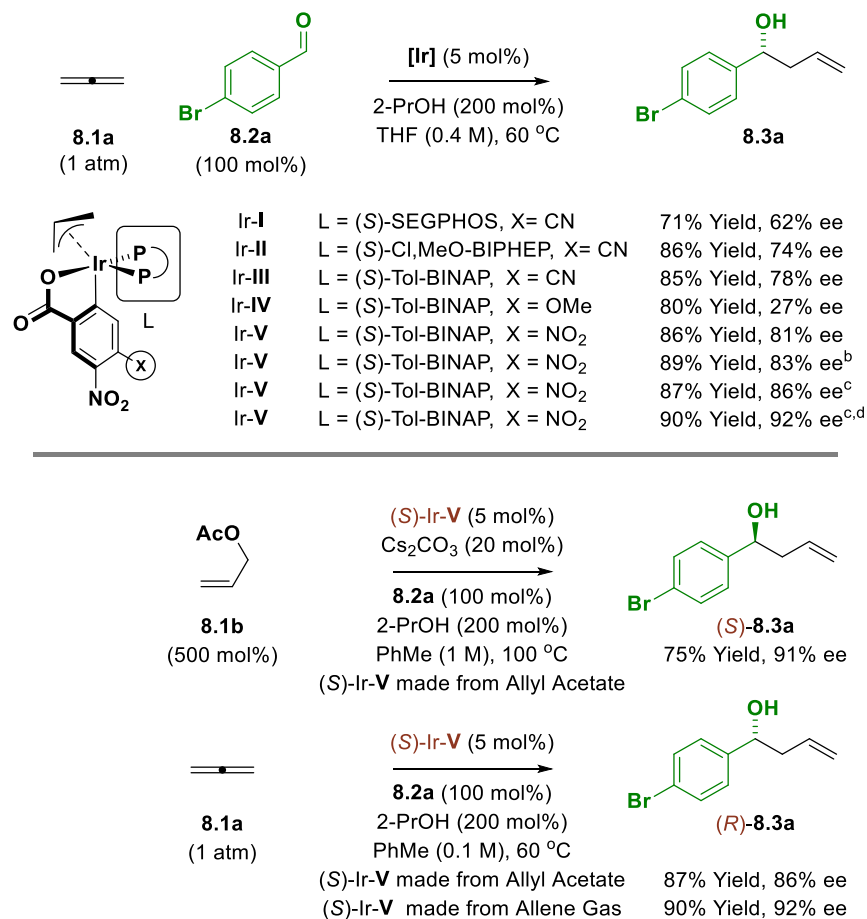 O
OH
[Ir] (5 mol%)
2-PrOH (200 mol%)
THF (0.4 M), 60 °C
Br
Br
8.1a
(1 atm)
8.2a
(100 mol%)
8.3a
Ir-I L = (S)-SEGPHOS, X= CN 71% Yield, 62% ee
Ir-II L = (S)-Cl,MeO-BIPHEP, X= CN 86% Yield, 74% ee
Ir-III L = (S)-Tol-BINAP, X = CN 85% Yield, 78% ee
Ir-IV L = (S)-Tol-BINAP, X = OMe 80% Yield, 27% ee
Ir-V L = (S)-Tol-BINAP, X = NO₂ 86% Yield, 81% ee
Ir-V L = (S)-Tol-BINAP, X = NO₂ 89% Yield, 83% eeᵇ
Ir-V L = (S)-Tol-BINAP, X = NO₂ 87% Yield, 86% eeᶜ
Ir-V L = (S)-Tol-BINAP, X = NO₂ 90% Yield, 92% eeᶜ,ᵈ
P
Ir
P
O
O
L
X
NO₂
AcO
8.1b
(500 mol%)
(S)-Ir-V (5 mol%)
Cs₂CO₃ (20 mol%)
8.2a (100 mol%)
2-PrOH (200 mol%)
PhMe (1 M), 100 °C
(S)-Ir-V made from Allyl Acetate
OH
Br
(S)-8.3a
75% Yield, 91% ee
8.1a
(1 atm)
(S)-Ir-V (5 mol%)
8.2a (100 mol%)
2-PrOH (200 mol%)
PhMe (0.1 M), 60 °C
OH
Br
(R)-8.3a
(S)-Ir-V made from Allyl Acetate 87% Yield, 86% ee
(S)-Ir-V made from Allene Gas 90% Yield, 92% ee